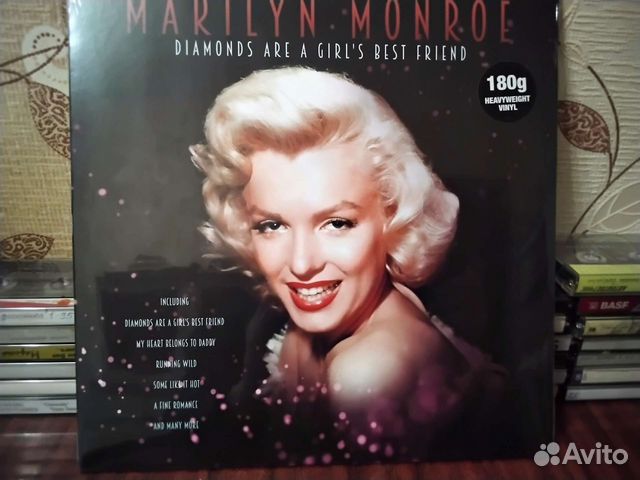 MARILYN MONROE
DIAMONDS ARE A GIRL'S BEST FRIEND
180g
HEAVYWEIGHT
VINYL
INCLUDING
DIAMONDS ARE A GIRL'S BEST FRIEND
MY HEART BELONGS TO DADDY
RUNNING WILD
SOME LIKE IT HOT
A FINE ROMANCE
AND MANY MORE
BASF
Avito